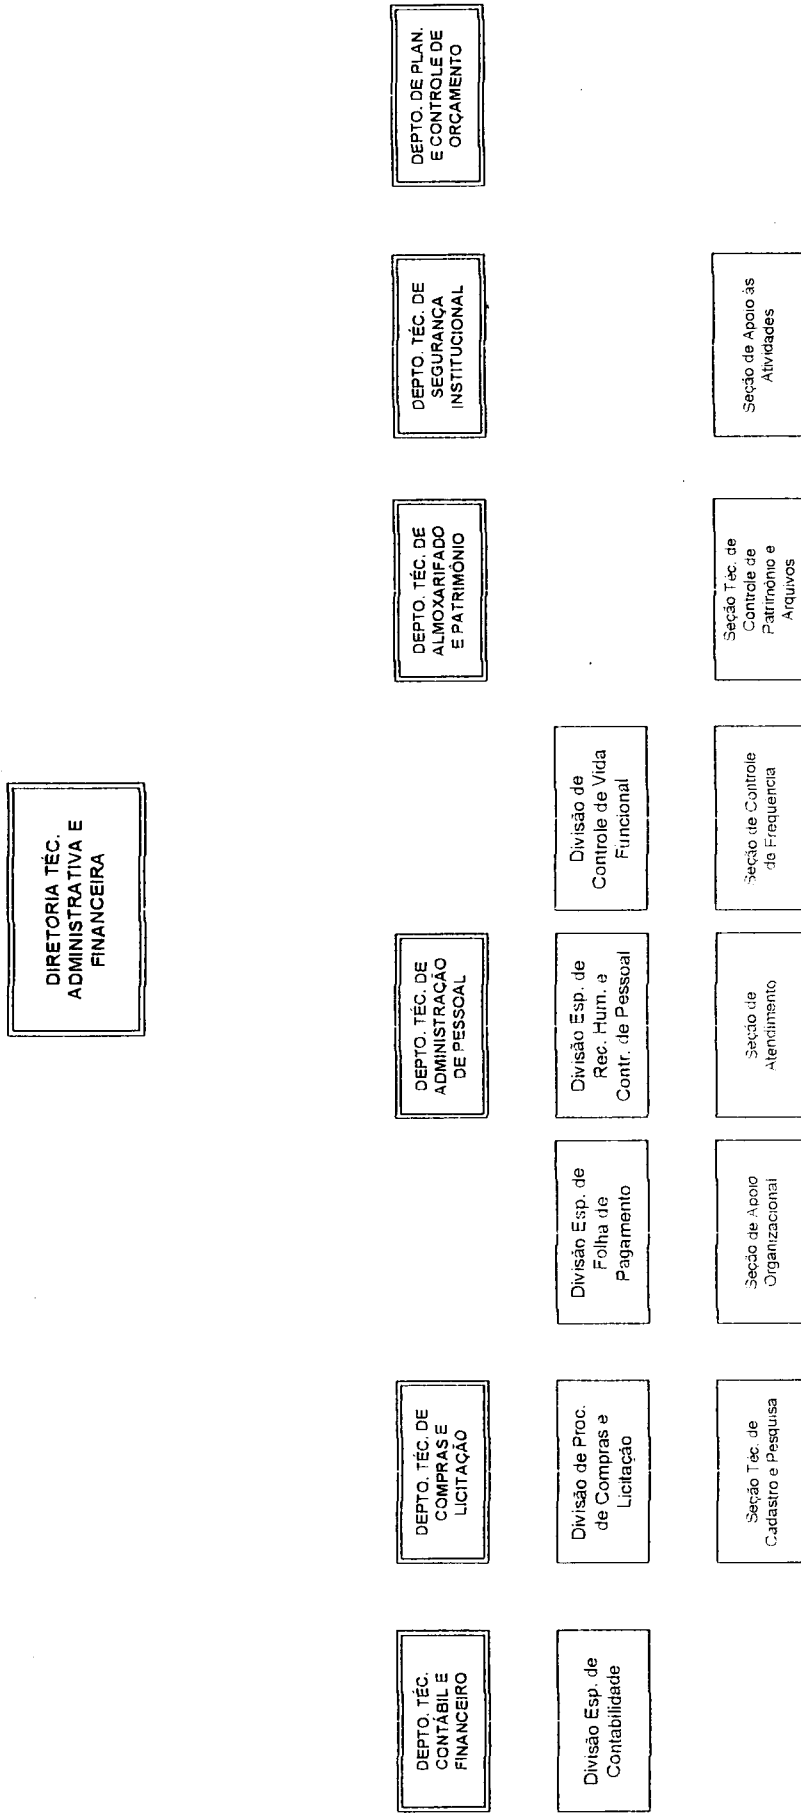 DIRETORIA TÉC.
ADMINISTRATIVA E
FINANCEIRA
DEPTO. TÉC.
CONTÁBIL E
FINANCEIRO
DEPTO. TÉC. DE
COMPRAS E
LICITAÇÃO
DEPTO. TÉC. DE
ADMINISTRAÇÃO
DE PESSOAL
DEPTO. TÉC. DE
ALMOXARIFADO
E PATRIMÔNIO
DEPTO. TÉC. DE
SEGURANÇA
INSTITUCIONAL
DEPTO. DE PLAN.
E CONTROLE DE
ORÇAMENTO
Divisão Esp. de
Contabilidade
Divisão de Proc.
de Compras e
Licitação
Divisão Esp. de
Folha de
Pagamento
Divisão Esp. de
Rec. Hum. e
Contr. de Pessoal
Divisão de
Controle de Vida
Funcional
Seção Téc. de
Cadastro e Pesquisa
Seção de Apoio
Organizacional
Seção de
Atendimento
Seção de Controle
de Frequencia
Seção Téc. de
Controle de
Patrimônio e
Arquivos
Seção de Apoio às
Atividades